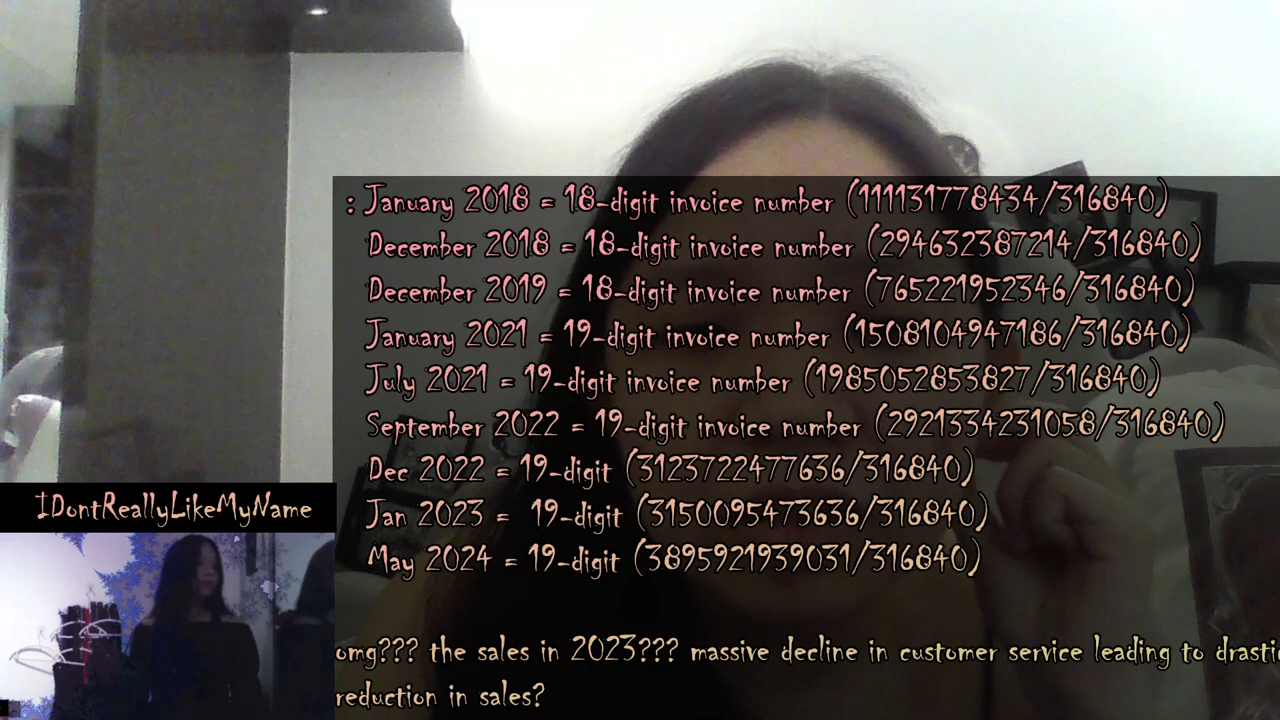 : January 2018 = 18-digit invoice number (111131778434/316840)
December 2018 = 18-digit invoice number (294632387214/316840)
December 2019 = 18-digit invoice number (765221952346/316840)
January 2021 = 19-digit invoice number (1508104947186/316840)
July 2021 = 19-digit invoice number (1985052853827/316840)
September 2022 = 19-digit invoice number (2921334231058/316840)
Dec 2022 = 19-digit (3123722477636/316840)
Jan 2023 = 19-digit (3150095473636/316840)
May 2024 = 19-digit (3895921939031/316840)
IDontReallyLikeMyName
omg??? the sales in 2023??? massive decline in customer service leading to drasti
reduction in sales?